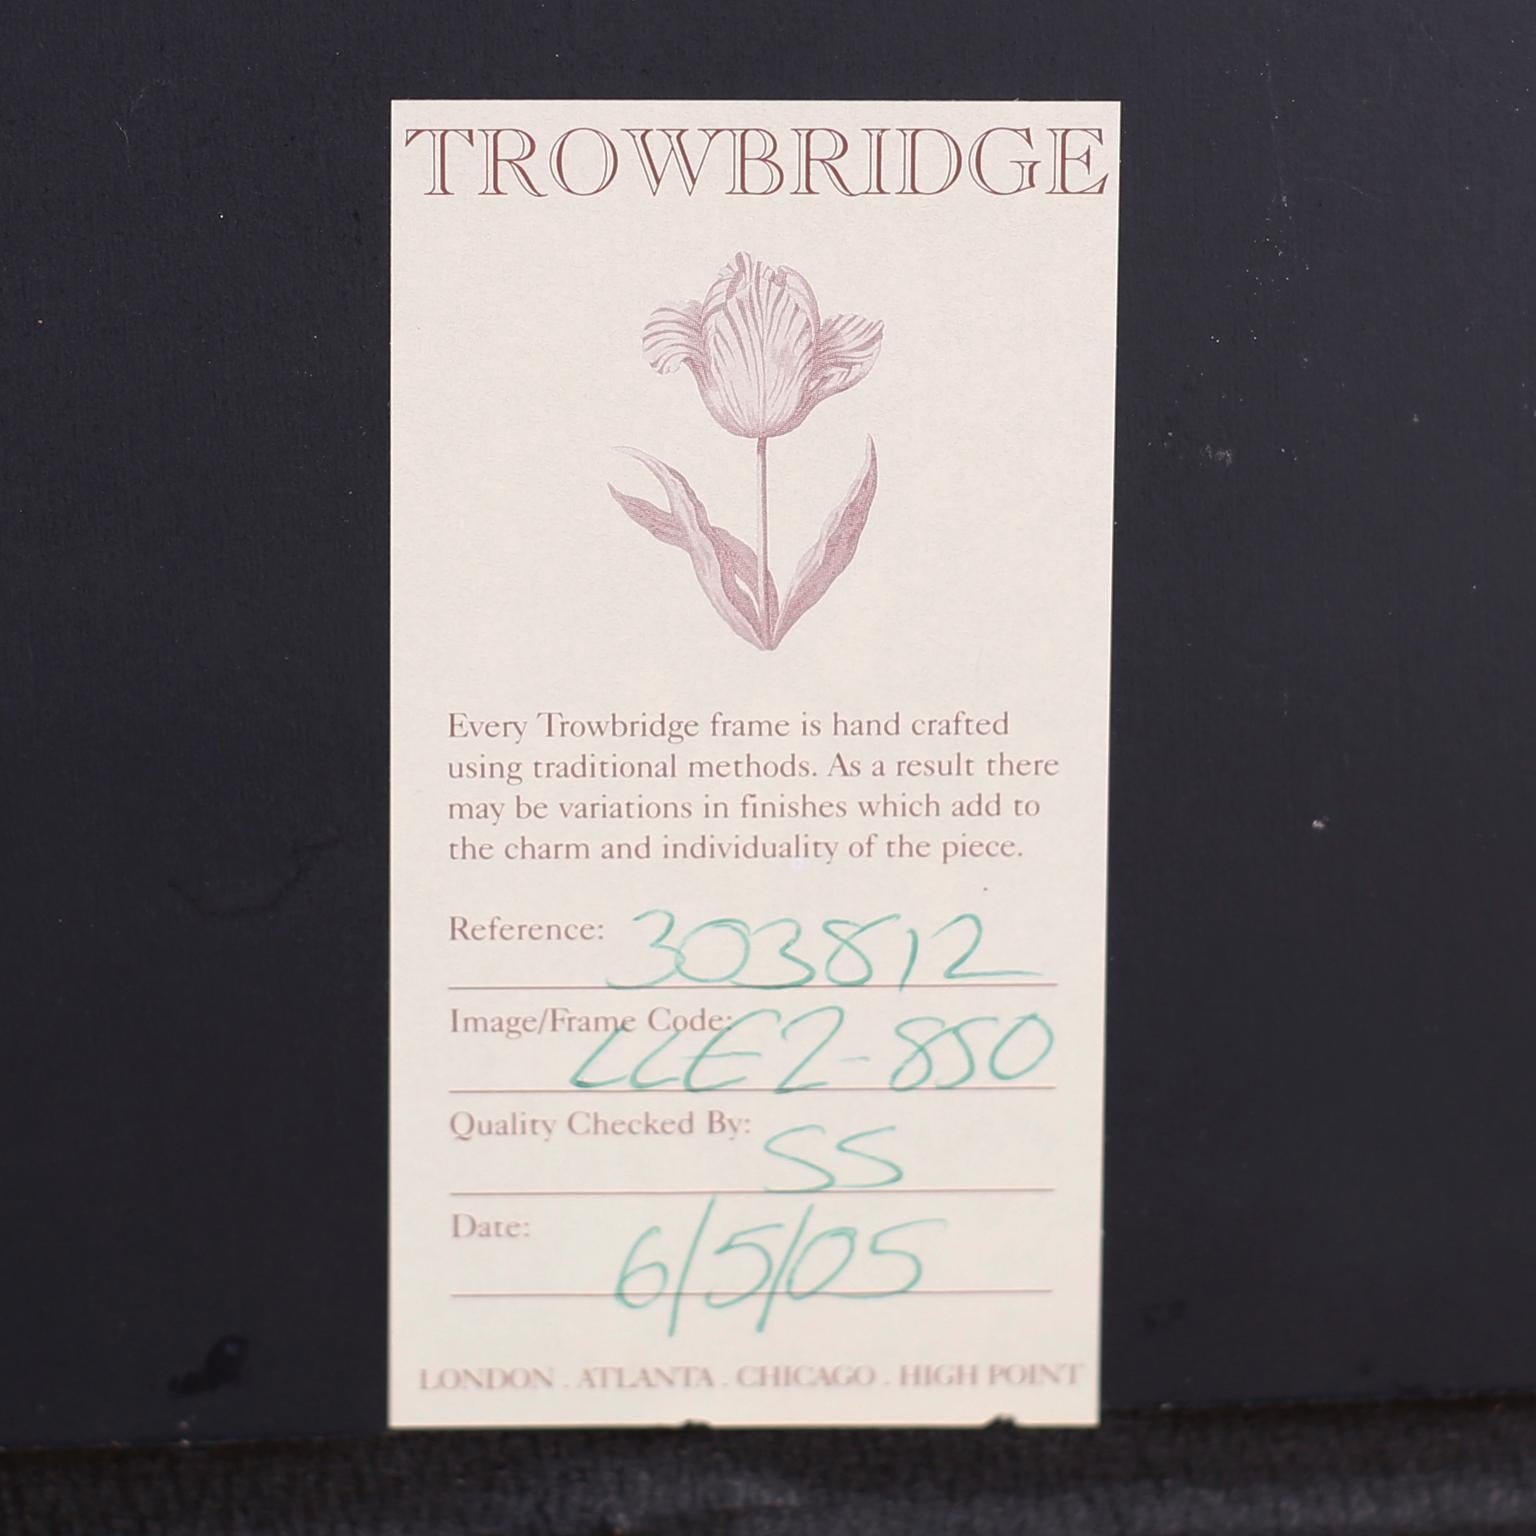 TROWBRIDGE
Every Trowbridge frame is hand crafted
using traditional methods. As a result there
may be variations in finishes which add to
the charm and individuality of the piece.
Reference: 303812
Image/Frame Code: LLE2-850
Quality Checked By: SS
Date: 6/5/05
LONDON . ATLANTA . CHICAGO . HIGH POINT